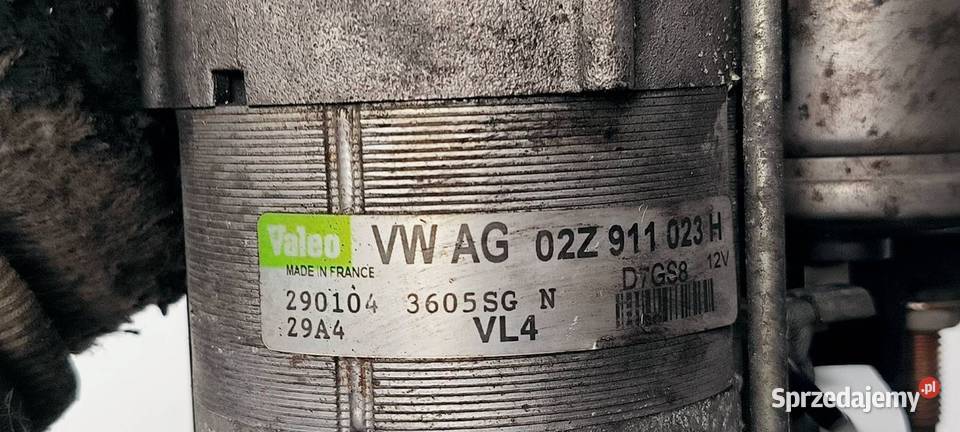 Valeo VW AG 02Z 911 023 H
MADE IN FRANCE D7GS8 12V
290104 3605SG N
29A4 VL4
Sprzedajemy.pl